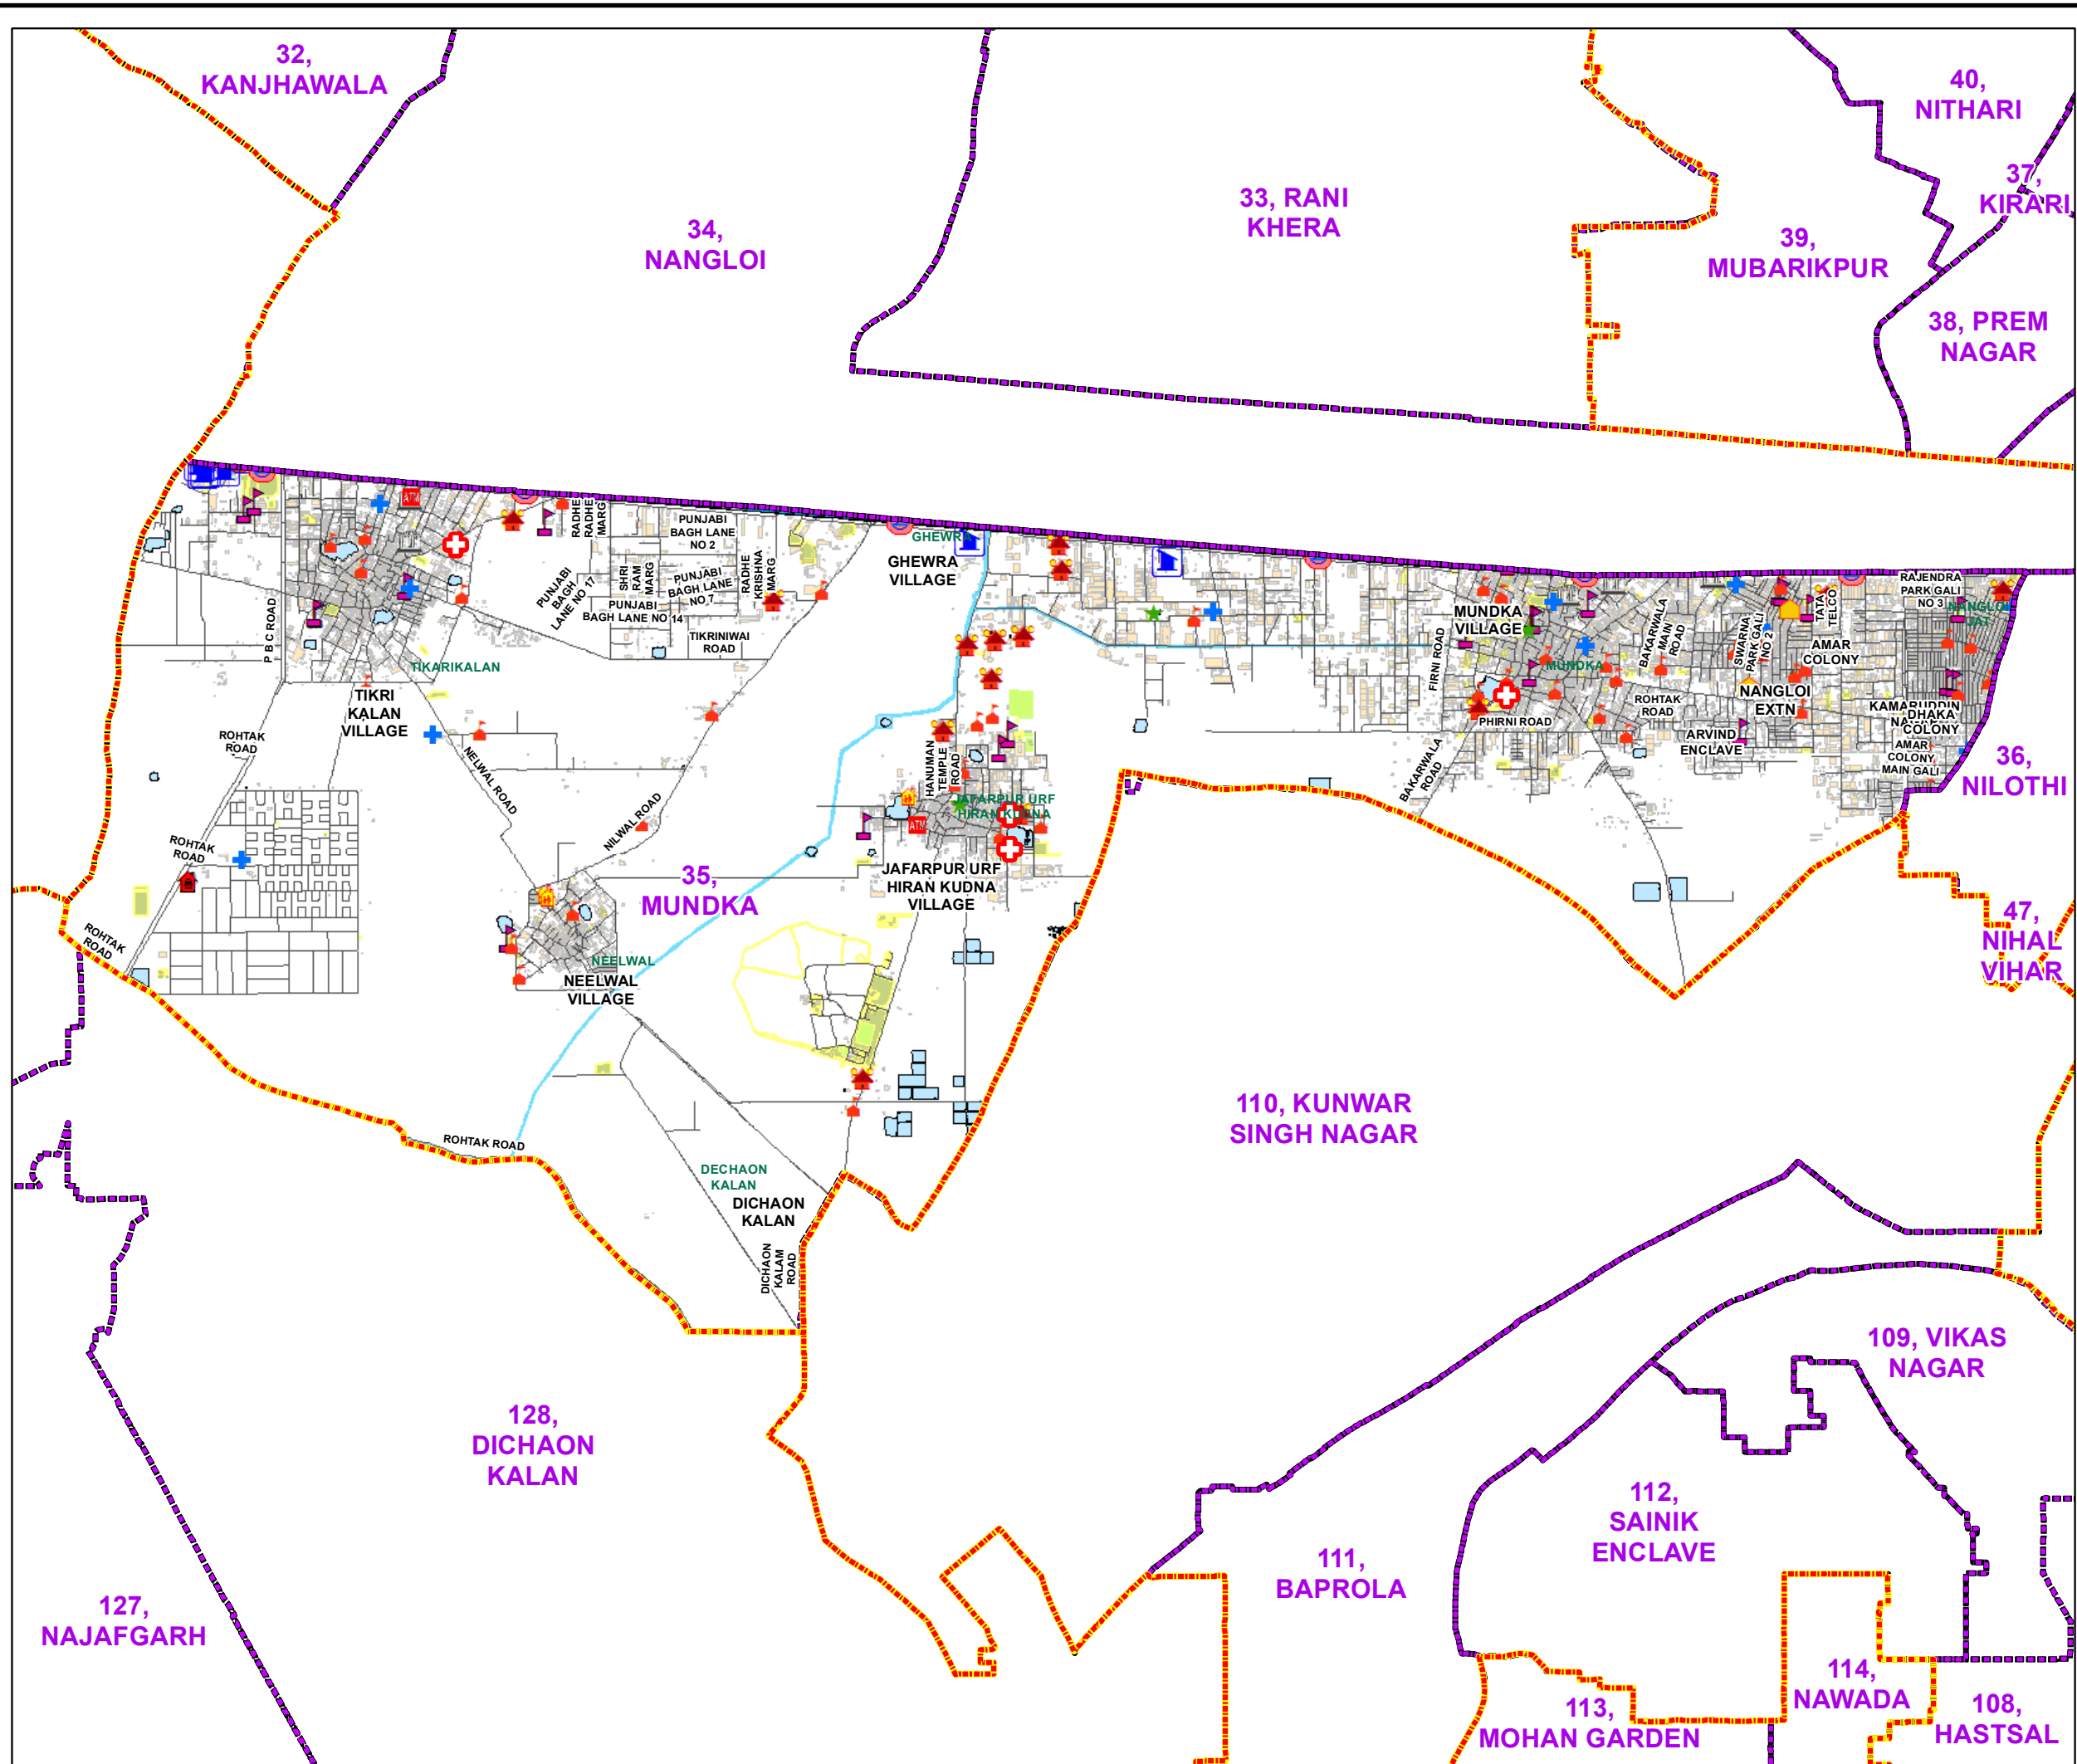 32,
KANJHAWALA
40,
NITHARI
37,
KIRARI
34,
NANGLOI
33, RANI
KHERA
39,
MUBARIKPUR
38, PREM
NAGAR
ATM
RADHE
RADHE
MARG
PUNJABI
BAGH LANE
NO 2
GHEWRA
GHEWRA
VILLAGE
PUNJABI
BAGH
LANE NO 17
SHRI
RAM
MARG
PUNJABI
BAGH LANE
NO 7
RADHE
KRISHNA
MARG
PUNJABI
BAGH LANE NO 14
TIKRINIWAI
ROAD
P B C ROAD
TIKARIKALAN
TIKRI
KALAN
VILLAGE
MUNDKA
VILLAGE
FIRNI ROAD
MUNDKA
BAKARWALA
MAIN
ROAD
SWARNA
PARK GALI
NO 2
TATA
TELCO
RAJENDRA
PARK GALI
NO 3
NANGLOI
JAT
AMAR
COLONY
NANGLOI
EXTN
ROHTAK
ROAD
PHIRNI ROAD
ARVIND
ENCLAVE
KAMARUDDIN
DHAKA
COLONY
AMAR
COLONY
MAIN GALI
BAKARWALA
ROAD
36,
NILOTHI
ROHTAK
ROAD
NELWAL ROAD
NILWAL ROAD
HANUMAN
TEMPLE
ROAD
JAFARPUR URF
HIRAN KUDNA
ATM
JAFARPUR URF
HIRAN KUDNA
VILLAGE
ROHTAK
ROAD
35,
MUNDKA
47,
NIHAL
VIHAR
ROHTAK
ROAD
NEELWAL
NEELWAL
VILLAGE
110, KUNWAR
SINGH NAGAR
ROHTAK ROAD
DECHAON
KALAN
DICHAON
KALAN
DICHAON
KALAM
ROAD
109, VIKAS
NAGAR
128,
DICHAON
KALAN
112,
SAINIK
ENCLAVE
111,
BAPROLA
127,
NAJAFGARH
114,
NAWADA
113,
MOHAN GARDEN
108,
HASTSAL